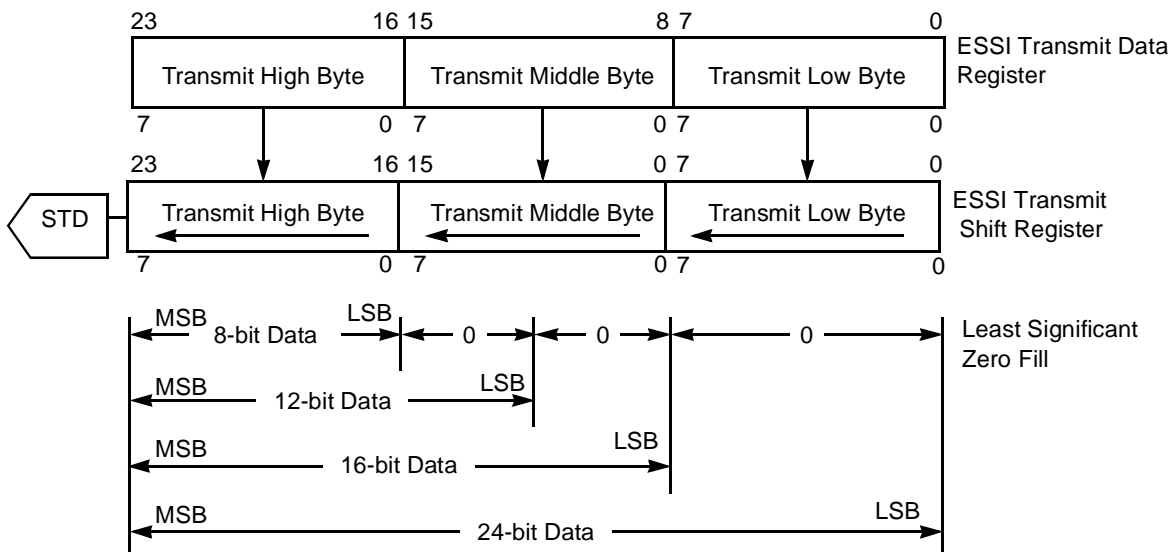 23 16 15 8 7 0
ESSI Transmit Data
Register
Transmit High Byte Transmit Middle Byte Transmit Low Byte
7 0 7 0 7 0
23 16 15 0 7 0
STD
Transmit High Byte Transmit Middle Byte Transmit Low Byte
ESSI Transmit
Shift Register
7 0 7 0 7 0
MSB LSB
8-bit Data 0 0 0
Least Significant
Zero Fill
MSB LSB
12-bit Data
MSB LSB
16-bit Data
MSB LSB
24-bit Data